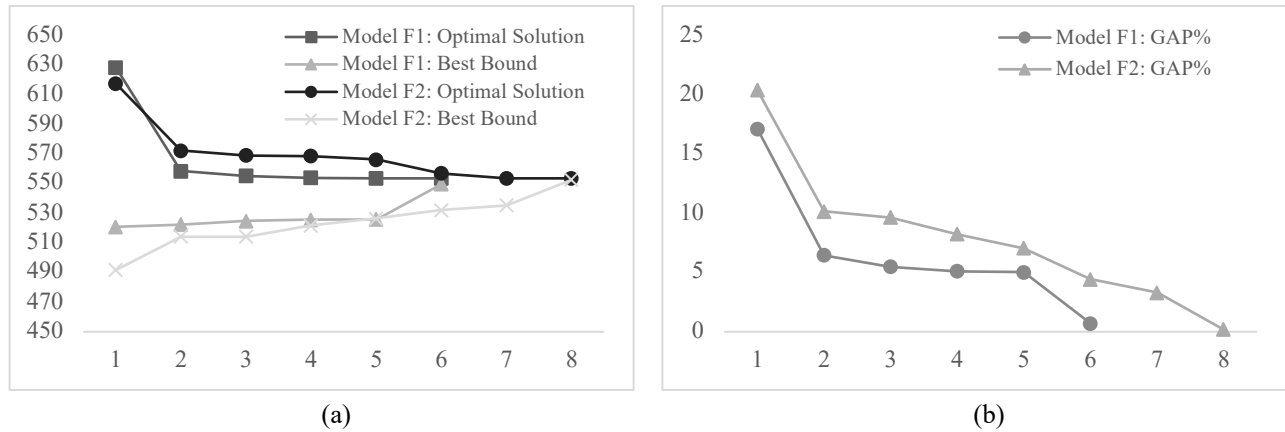 650
630
610
590
570
550
530
510
490
470
450
1 2 3 4 5 6 7 8
Model F1: Optimal Solution
Model F1: Best Bound
Model F2: Optimal Solution
Model F2: Best Bound
(a)
25
20
15
10
5
0
1 2 3 4 5 6 7 8
Model F1: GAP%
Model F2: GAP%
(b)